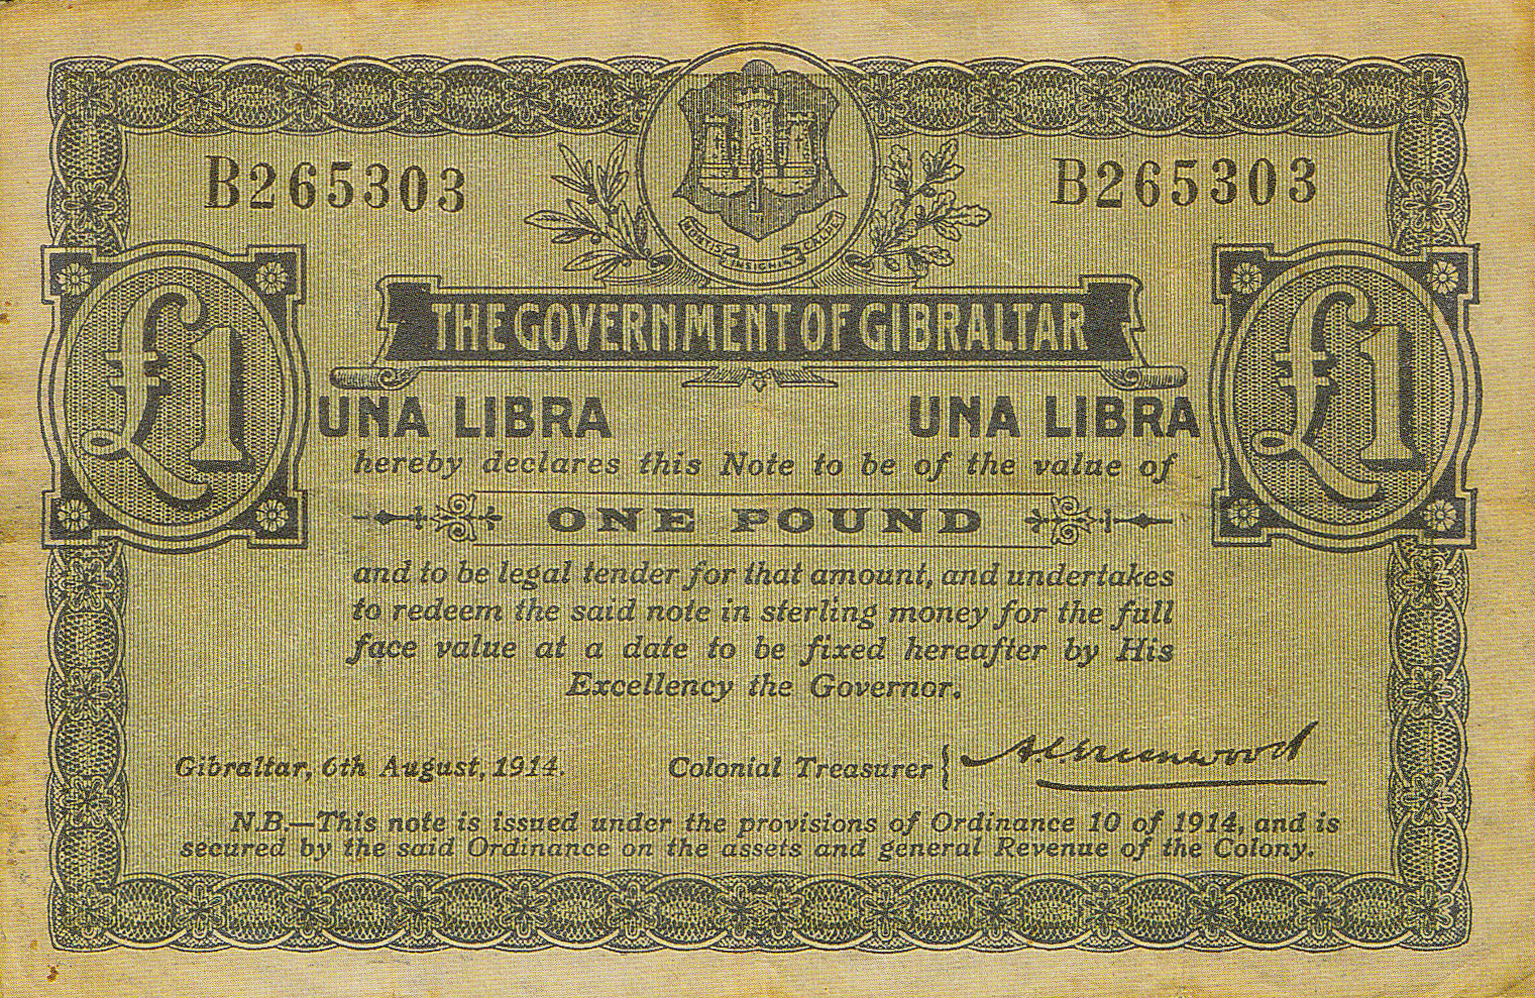 B265303
B265303
MONTIS INSIGNIA CALPE
THE GOVERNMENT OF GIBRALTAR
£1
£1
UNA LIBRA
UNA LIBRA
hereby declares this Note to be of the value of
ONE POUND
and to be legal tender for that amount, and undertakes
to redeem the said note in sterling money for the full
face value at a date to be fixed hereafter by His
Excellency the Governor.
Gibraltar, 6th August, 1914.
Colonial Treasurer
A.C. Greenwood
N.B.—This note is issued under the provisions of Ordinance 10 of 1914, and is
secured by the said Ordinance on the assets and general Revenue of the Colony.